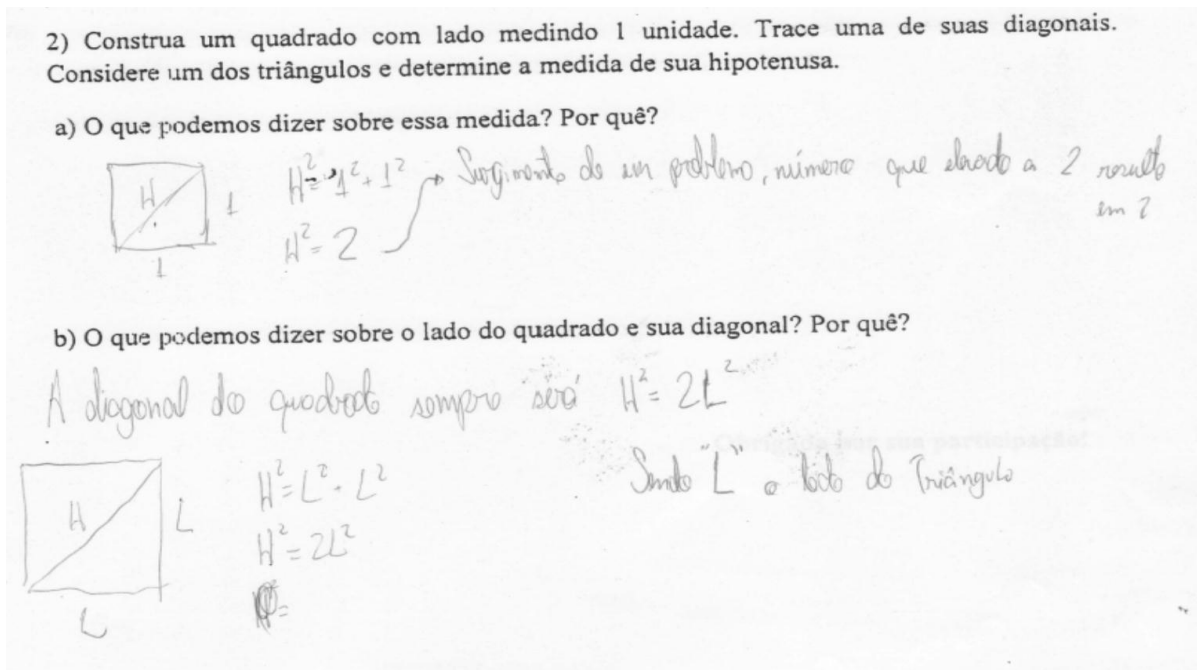 2) Construa um quadrado com lado medindo 1 unidade. Trace uma de suas diagonais.
Considere um dos triângulos e determine a medida de sua hipotenusa.
a) O que podemos dizer sobre essa medida? Por quê?
H 1
1
H² = 1² + 1²
H² = 2
Surgimento de um problema, número que elevado a 2 resulta
em 2
b) O que podemos dizer sobre o lado do quadrado e sua diagonal? Por quê?
A diagonal do quadrado sempre será H² = 2L²
Sendo "L" o lado do Triângulo
H L
L
H² = L² + L²
H² = 2L²
=